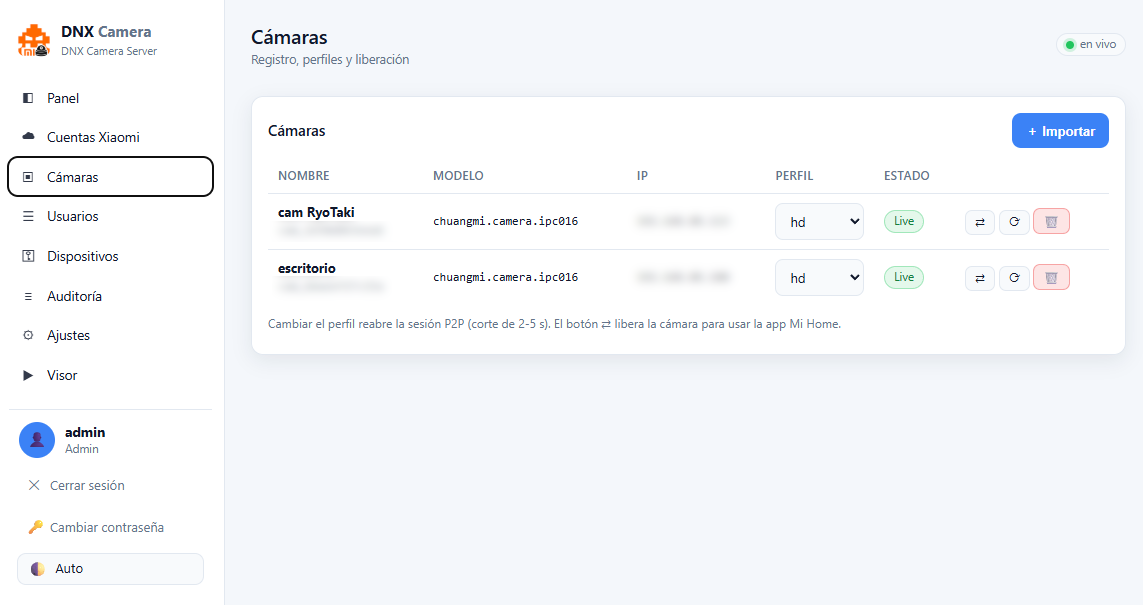 DNX Camera
DNX Camera Server
Panel
Cuentas Xiaomi
Cámaras
Usuarios
Dispositivos
Auditoría
Ajustes
Visor
admin
Admin
Cerrar sesión
Cambiar contraseña
Auto
Cámaras
Registro, perfiles y liberación
en vivo
Cámaras
+ Importar
NOMBRE MODELO IP PERFIL ESTADO
cam RyoTaki chuangmi.camera.ipc016 hd Live
escritorio chuangmi.camera.ipc016 hd Live
Cambiar el perfil reabre la sesión P2P (corte de 2-5 s). El botón ⇄ libera la cámara para usar la app Mi Home.